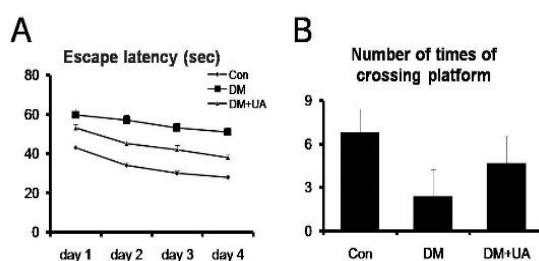 A
Escape latency (sec)
Con
DM
DM+UA
80
60
40
20
0
day 1 day 2 day 3 day 4
B
Number of times of
crossing platform
9
6
3
0
Con DM DM+UA